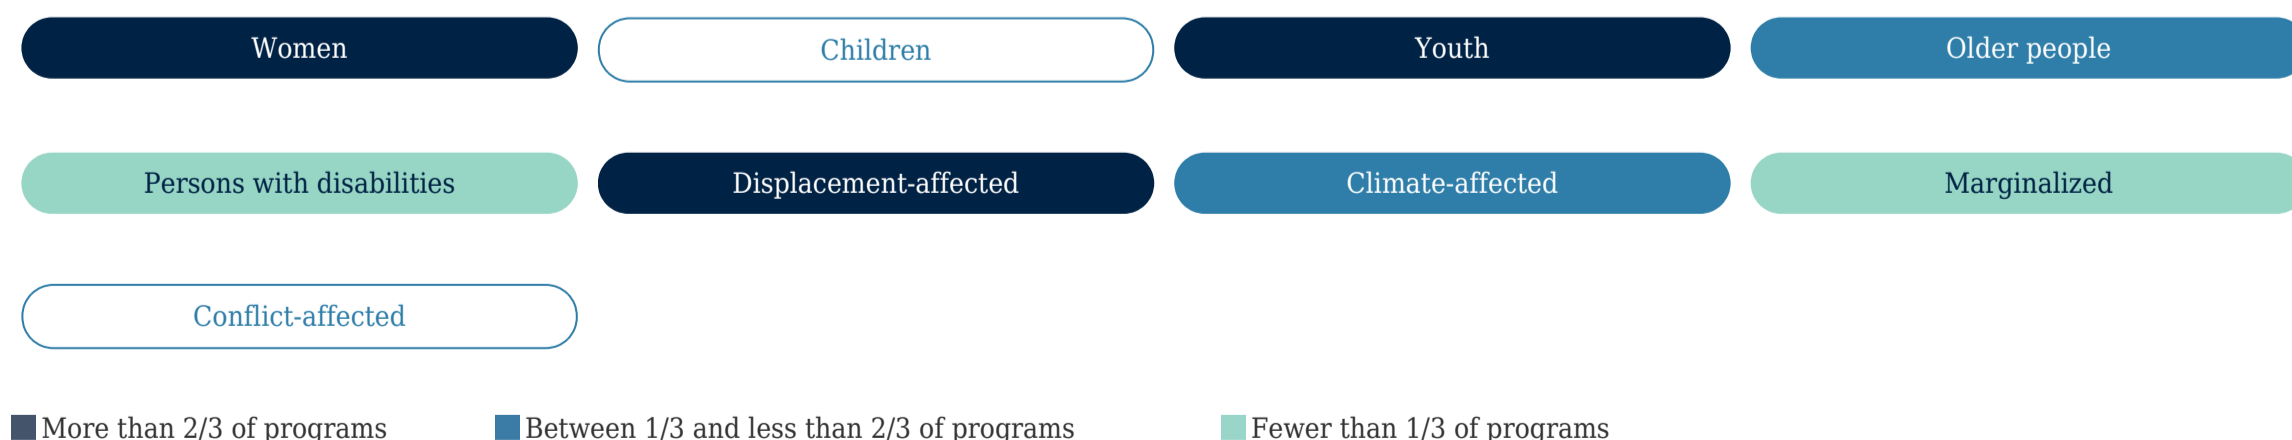 Women Children Youth Older people
Persons with disabilities Displacement-affected Climate-affected Marginalized
Conflict-affected
More than 2/3 of programs Between 1/3 and less than 2/3 of programs Fewer than 1/3 of programs